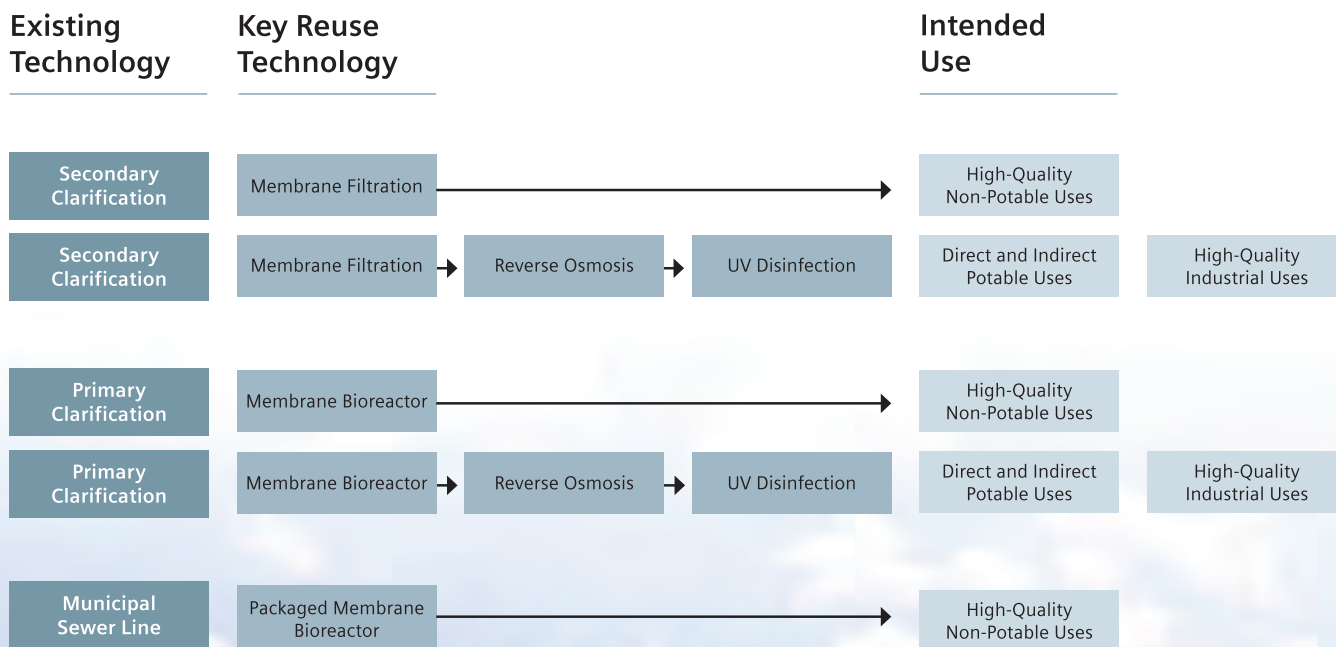 Existing
Technology
Key Reuse
Technology
Intended
Use
Secondary
Clarification
Membrane Filtration
High-Quality
Non-Potable Uses
Secondary
Clarification
Membrane Filtration
Reverse Osmosis
UV Disinfection
Direct and Indirect
Potable Uses
High-Quality
Industrial Uses
Primary
Clarification
Membrane Bioreactor
High-Quality
Non-Potable Uses
Primary
Clarification
Membrane Bioreactor
Reverse Osmosis
UV Disinfection
Direct and Indirect
Potable Uses
High-Quality
Industrial Uses
Municipal
Sewer Line
Packaged Membrane
Bioreactor
High-Quality
Non-Potable Uses